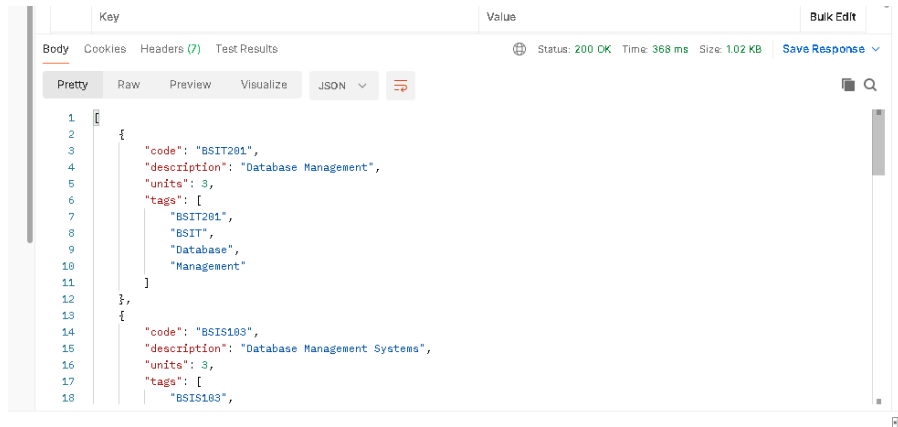 Key Value Bulk Edit
Body Cookies Headers (7) Test Results Status: 200 OK Time: 368 ms Size: 1.02 KB Save Response
Pretty Raw Preview Visualize JSON
1 [
2 {
3 "code": "BSIT201",
4 "description": "Database Management",
5 "units": 3,
6 "tags": [
7 "BSIT201",
8 "BSIT",
9 "Database",
10 "Management"
11 ]
12 },
13 {
14 "code": "BSIS103",
15 "description": "Database Management Systems",
16 "units": 3,
17 "tags": [
18 "BSIS103",